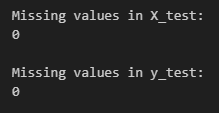 Missing values in X_test:
0
Missing values in y_test:
0